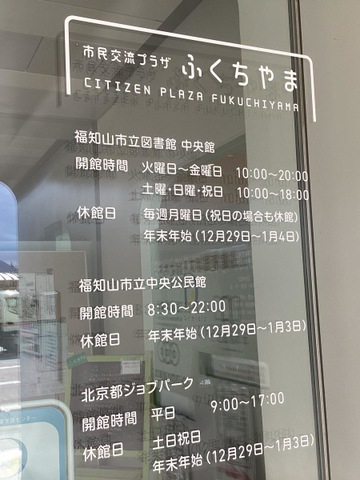 市民交流プラザ ふくちやま
CITIZEN PLAZA FUKUCHIYAMA
福知山市立図書館 中央館
開館時間 火曜日〜金曜日 10:00〜20:00
土曜・日曜・祝日 10:00〜18:00
休館日 毎週月曜日(祝日の場合も休館)
年末年始(12月29日〜1月4日)
福知山市立中央公民館
開館時間 8:30〜22:00
休館日 年末年始(12月29日〜1月3日)
北京都ジョブパーク
開館時間 平日 9:00〜17:00
休館日 土日祝日
年末年始(12月29日〜1月3日)